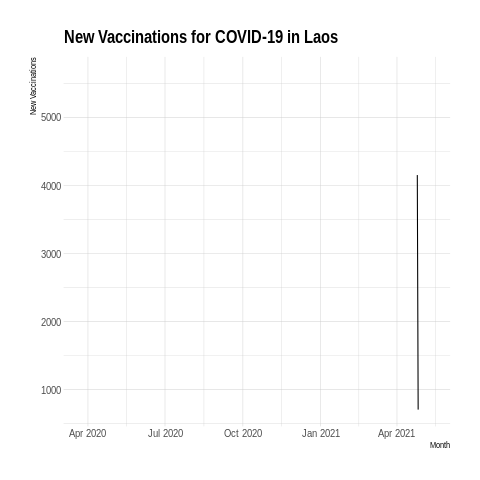 New Vaccinations for COVID-19 in Laos
New Vaccinations
5000
4000
3000
2000
1000
Apr 2020 Jul 2020 Oct 2020 Jan 2021 Apr 2021
Month